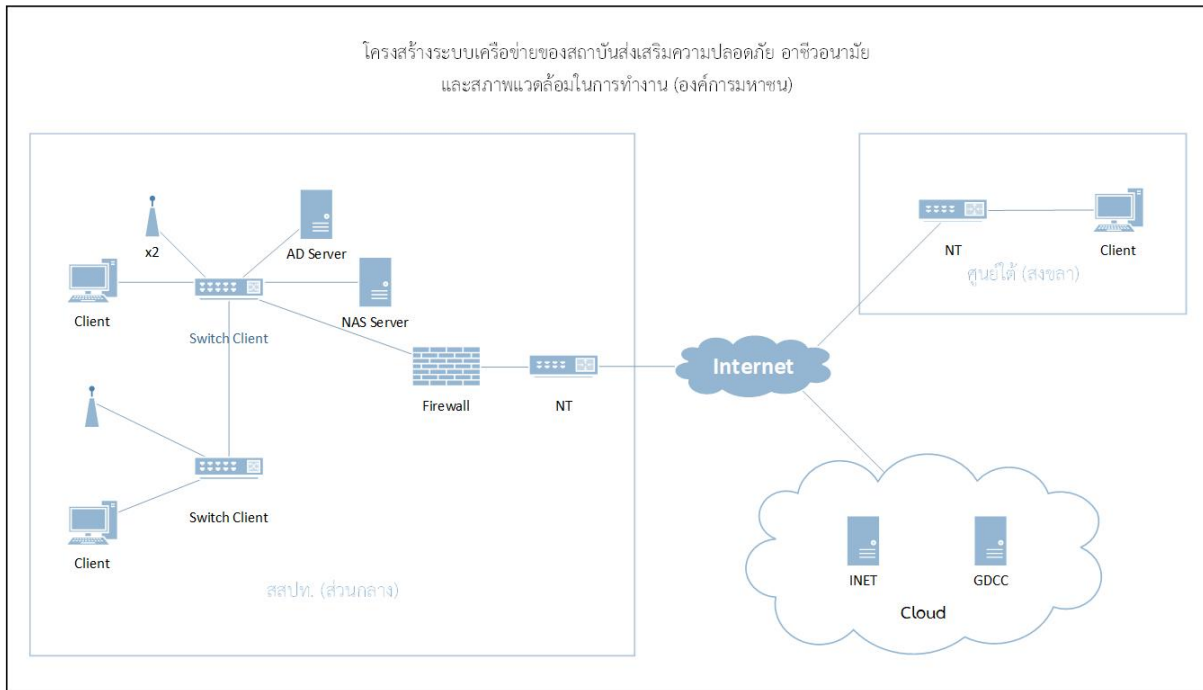 โครงสร้างระบบเครือข่ายของสถาบันส่งเสริมความปลอดภัย อาชีวอนามัย
และสภาพแวดล้อมในการทำงาน (องค์การมหาชน)
x2
AD Server
Client
Switch Client
NAS Server
Firewall
NT
Internet
NT
Client
ศูนย์ใต้ (สงขลา)
Switch Client
Client
สสปท. (ส่วนกลาง)
INET
GDCC
Cloud